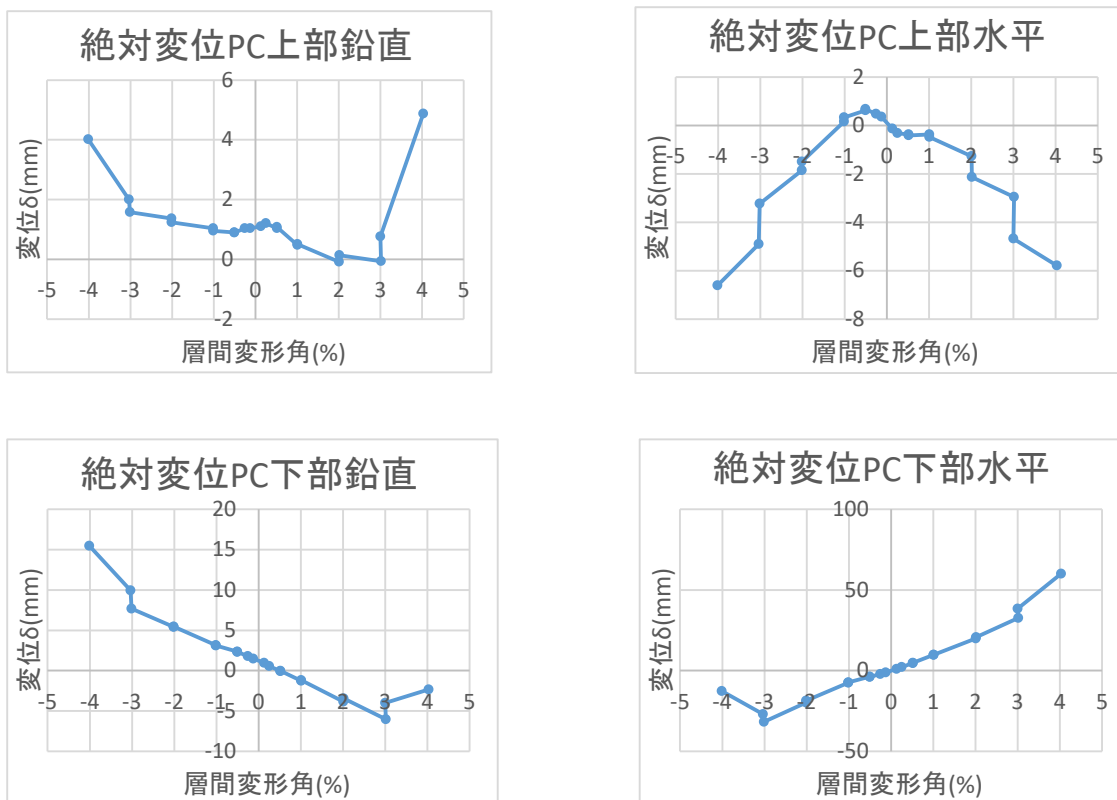 絶対変位PC上部鉛直
6
4
2
0
-2
-5 -4 -3 -2 -1 0 1 2 3 4 5
変位δ(mm)
層間変形角(%)
絶対変位PC上部水平
2
0
-2
-4
-6
-8
-5 -4 -3 -2 -1 0 1 2 3 4 5
変位δ(mm)
層間変形角(%)
絶対変位PC下部鉛直
20
15
10
5
0
-5
-10
-5 -4 -3 -2 -1 0 1 2 3 4 5
変位δ(mm)
層間変形角(%)
絶対変位PC下部水平
100
50
0
-50
-5 -4 -3 -2 -1 0 1 2 3 4 5
変位δ(mm)
層間変形角(%)